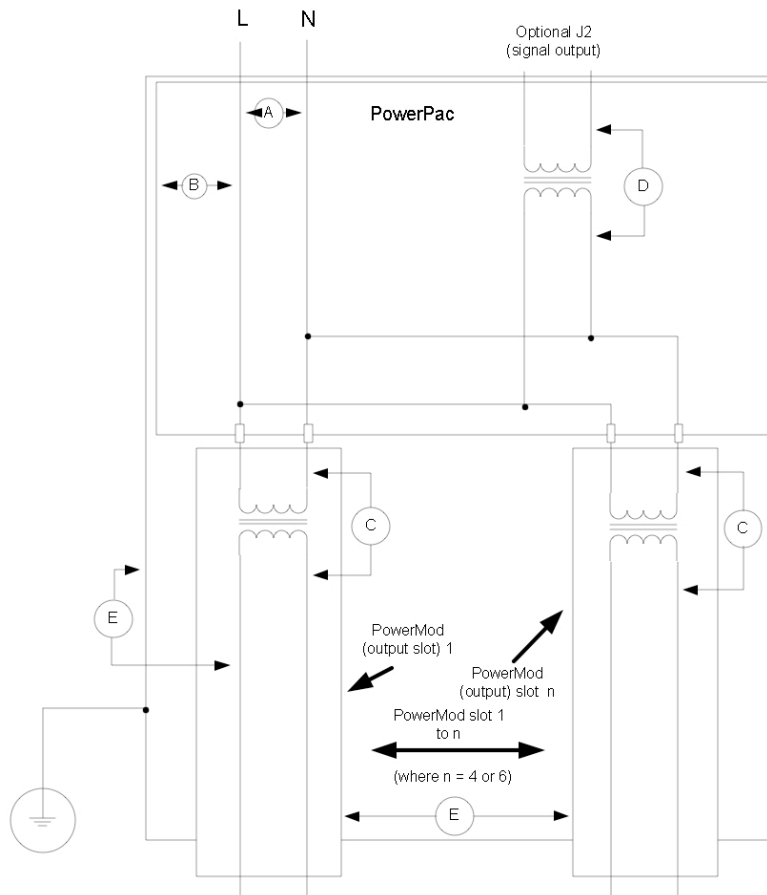 L
N
Optional J2
(signal output)
A
PowerPac
B
D
C
C
E
PowerMod
(output slot) 1
PowerMod
(output) slot n
PowerMod slot 1
to n
(where n = 4 or 6)
E